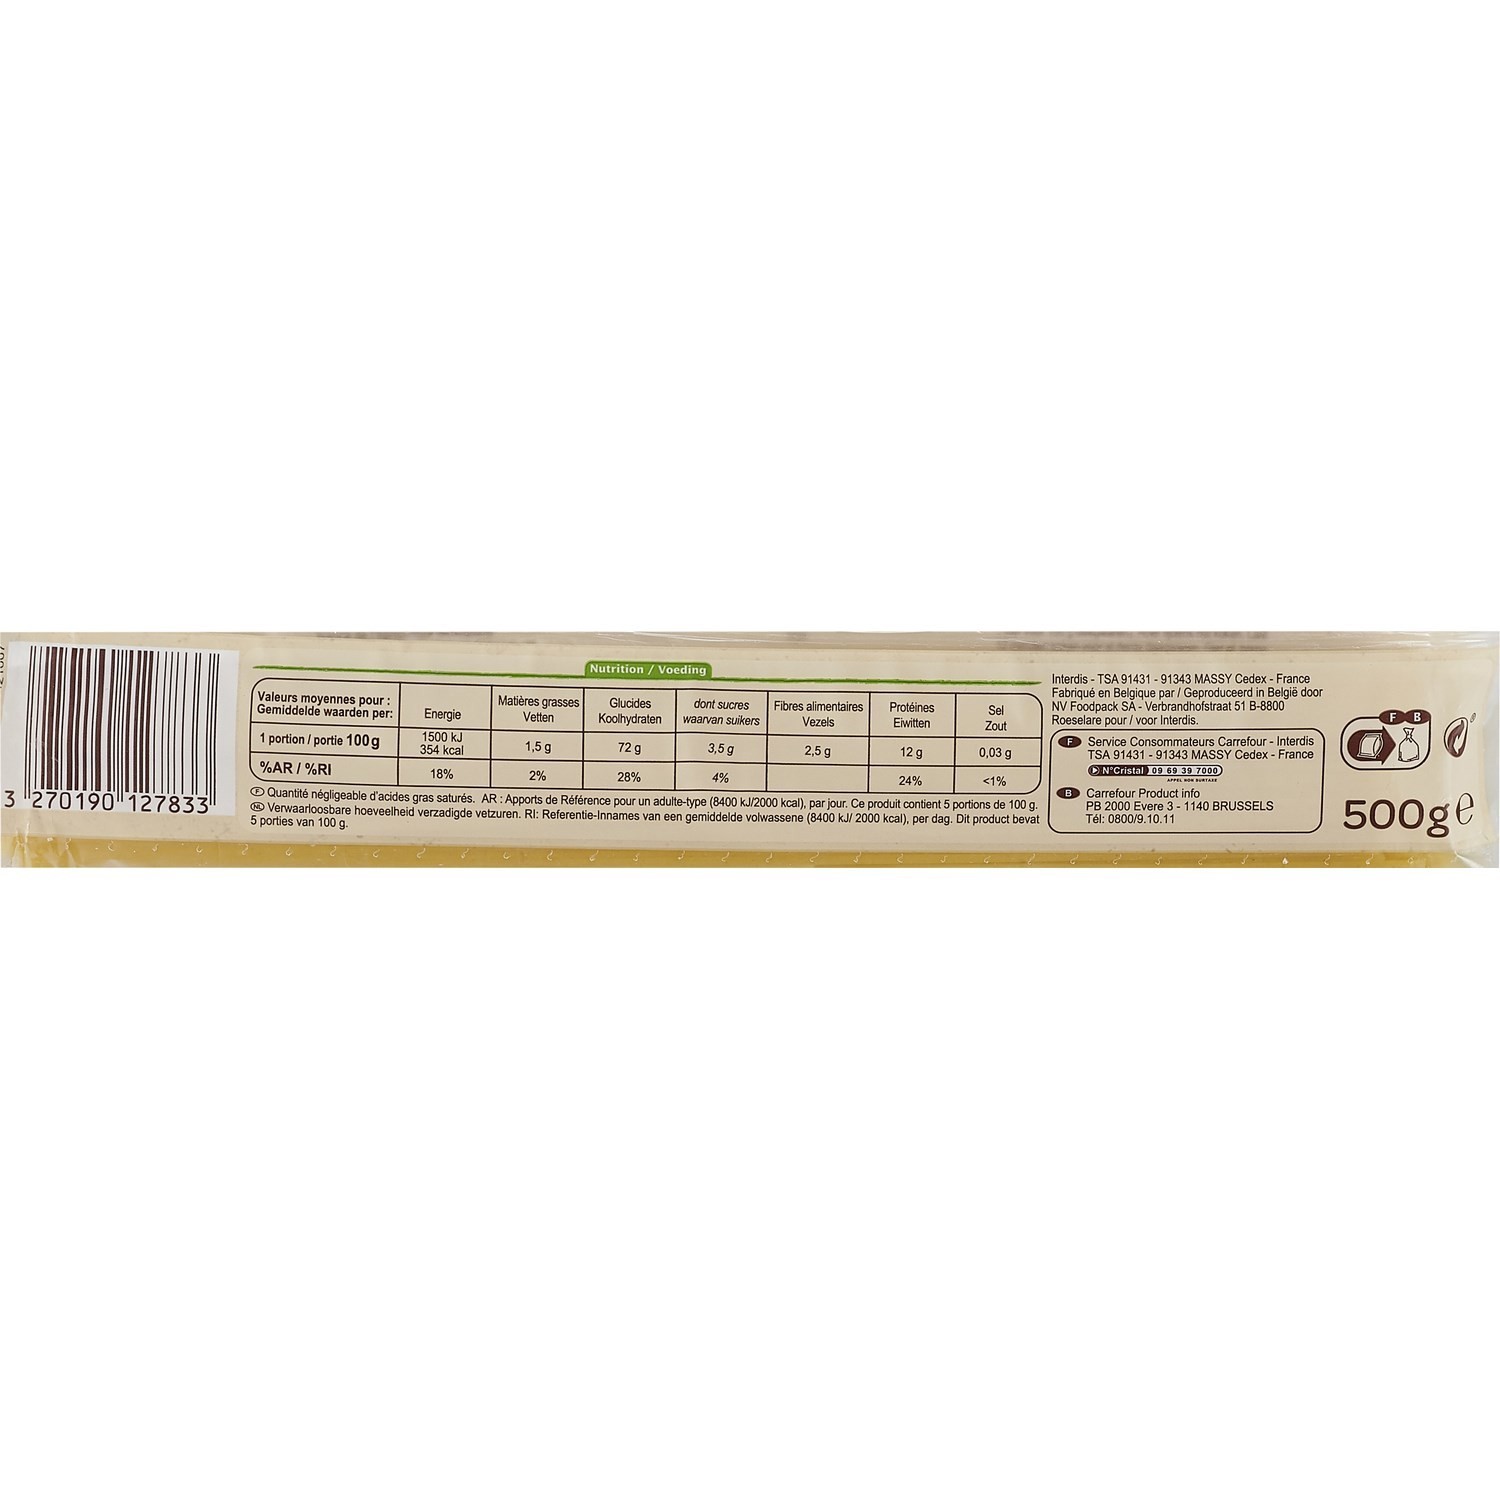 3 270190 127833
Nutrition / Voeding
Valeurs moyennes pour :
Gemiddelde waarden per:
Energie
Matières grasses
Vetten
Glucides
Koolhydraten
dont sucres
waarvan suikers
Fibres alimentaires
Vezels
Protéines
Eiwitten
Sel
Zout
1 portion / portie 100g
1500 kJ
354 kcal
1,5 g
72 g
3,5 g
2,5 g
12 g
0,03 g
%AR / %RI
18%
2%
28%
4%
24%
<1%
F Quantité négligeable d'acides gras saturés. AR : Apports de Référence pour un adulte-type (8400 kJ/2000 kcal), par jour. Ce produit contient 5 portions de 100 g.
NL Verwaarloosbare hoeveelheid verzadigde vetzuren. RI: Referentie-Innames van een gemiddelde volwassene (8400 kJ/ 2000 kcal), per dag. Dit product bevat
5 porties van 100 g.
Interdis - TSA 91431 - 91343 MASSY Cedex - France
Fabriqué en Belgique par / Geproduceerd in België door
NV Foodpack SA - Verbrandhofstraat 51 B-8800
Roeselare pour / voor Interdis.
F Service Consommateurs Carrefour - Interdis
TSA 91431 - 91343 MASSY Cedex - France
N°Cristal 09 69 39 7000
APPEL NON SURTAXE
B Carrefour Product info
PB 2000 Evere 3 - 1140 BRUSSELS
Tél: 0800/9.10.11
F B
500g e